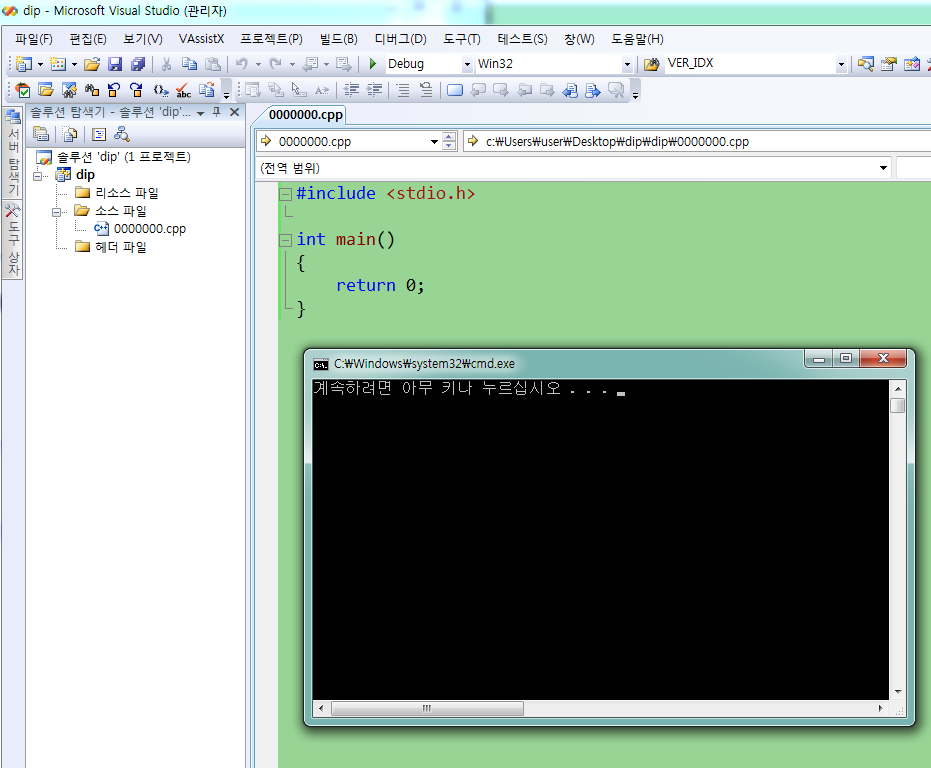 dip - Microsoft Visual Studio (관리자)
파일(F) 편집(E) 보기(V) VAssistX 프로젝트(P) 빌드(B) 디버그(D) 도구(T) 테스트(S) 창(W) 도움말(H)
Debug Win32 VER_IDX
abc A»
솔루션 탐색기 - 솔루션 'dip'...
0000000.cpp
0000000.cpp
c:₩Users₩user₩Desktop₩dip₩dip₩0000000.cpp
(전역 범위)
서버 탐색기
도구 상자
솔루션 'dip' (1 프로젝트)
dip
리소스 파일
소스 파일
0000000.cpp
헤더 파일
#include <stdio.h>
int main()
{
return 0;
}
C:₩Windows₩system32₩cmd.exe
계속하려면 아무 키나 누르십시오 . . .